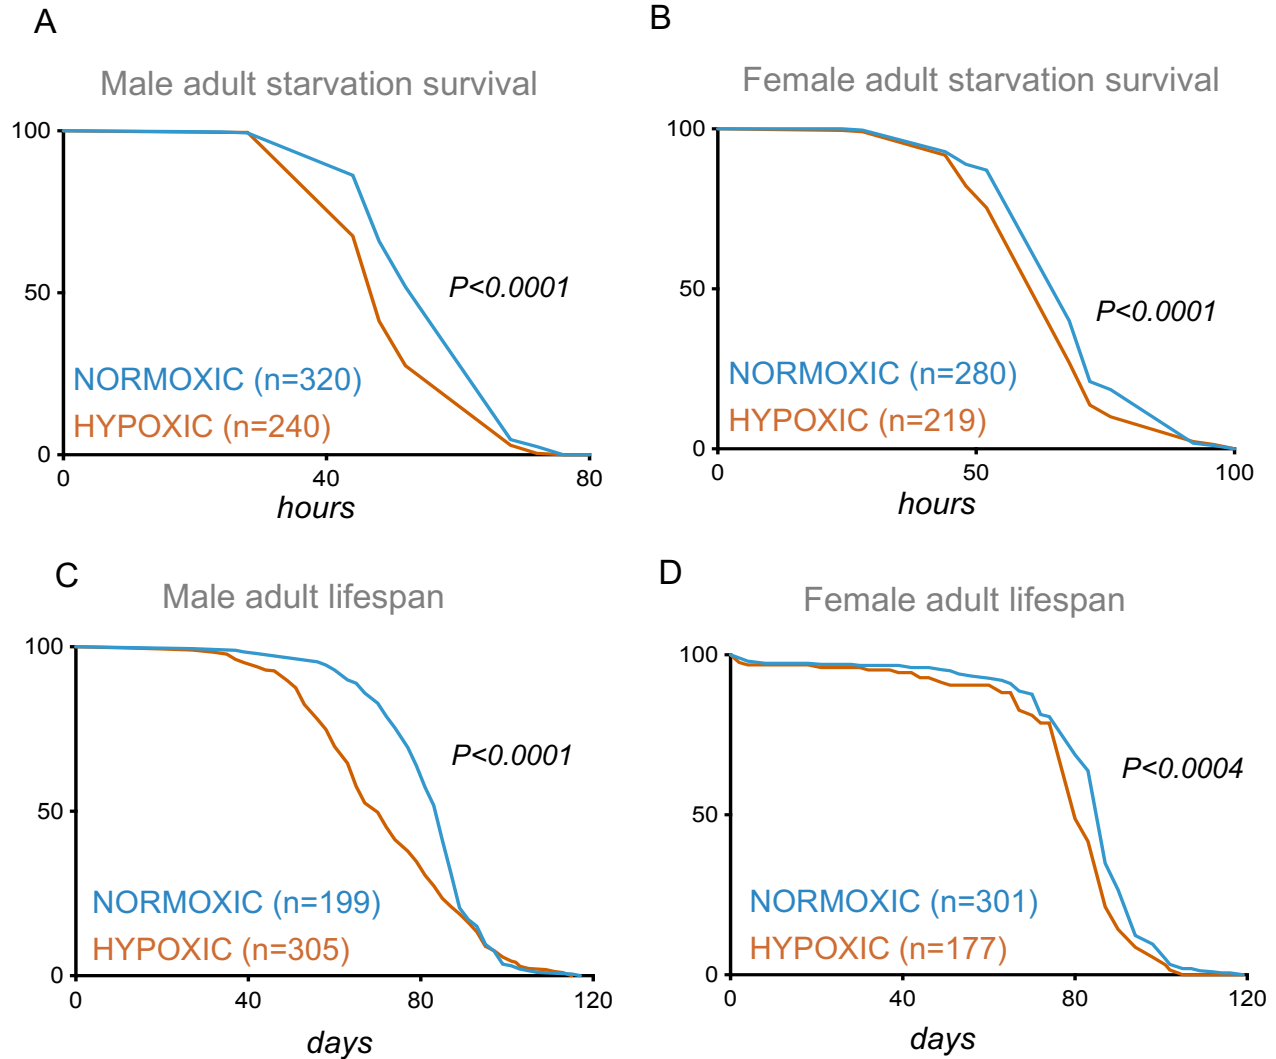 A
Male adult starvation survival
100
50
0
P<0.0001
NORMOXIC (n=320)
HYPOXIC (n=240)
0 40 80
hours
B
Female adult starvation survival
100
50
0
P<0.0001
NORMOXIC (n=280)
HYPOXIC (n=219)
0 50 100
hours
C
Male adult lifespan
100
50
0
P<0.0001
NORMOXIC (n=199)
HYPOXIC (n=305)
0 40 80 120
days
D
Female adult lifespan
100
50
0
P<0.0004
NORMOXIC (n=301)
HYPOXIC (n=177)
0 40 80 120
days